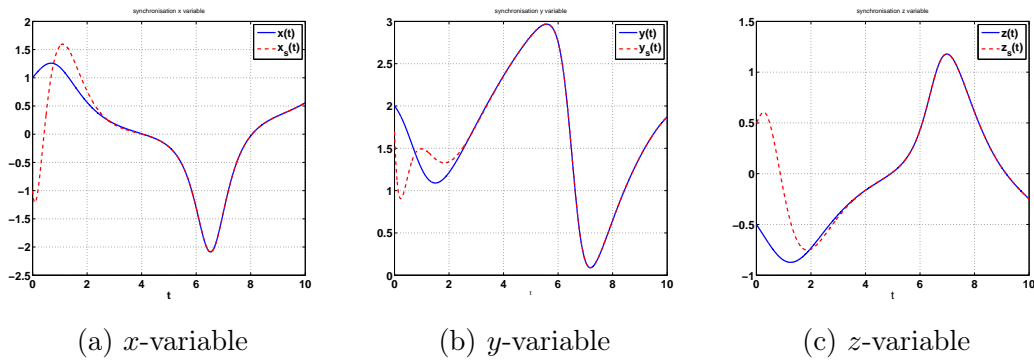 synchronisation x variable
2
1.5
1
0.5
0
−0.5
−1
−1.5
−2
−2.5
0 2 4 6 8 10
t
x(t)
x_s(t)
(a) x-variable
synchronisation y variable
3
2.5
2
1.5
1
0.5
0
0 2 4 6 8 10
t
y(t)
y_s(t)
(b) y-variable
synchronisation z variable
1.5
1
0.5
0
−0.5
−1
0 2 4 6 8 10
t
z(t)
z_s(t)
(c) z-variable